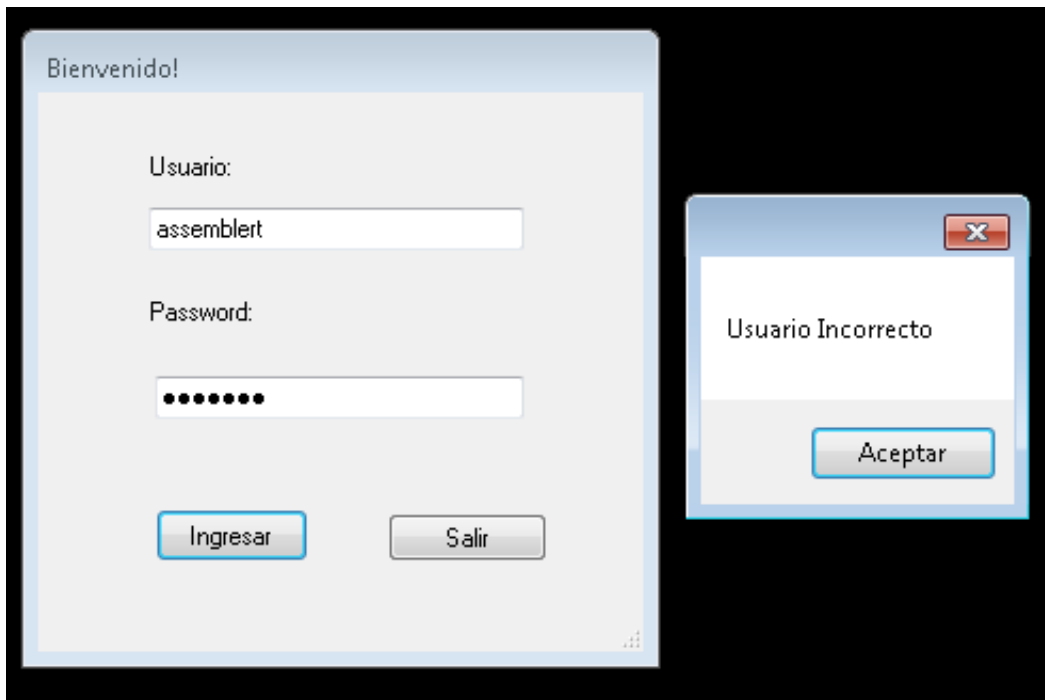 Bienvenido!
Usuario:
assemblert
Password:
•••••••
Ingresar
Salir
Usuario Incorrecto
Aceptar